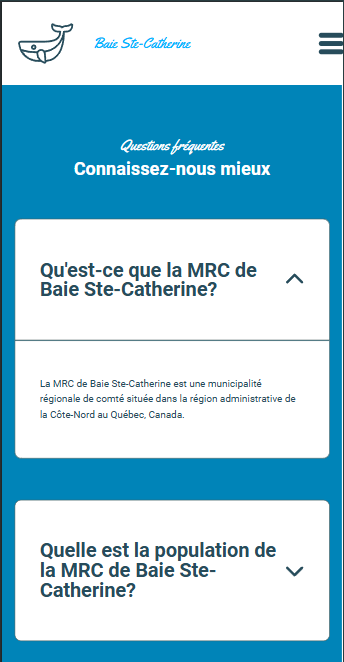 Baie Ste-Catherine
Questions fréquentes
Connaissez-nous mieux
Qu'est-ce que la MRC de
Baie Ste-Catherine?
La MRC de Baie Ste-Catherine est une municipalité
régionale de comté située dans la région administrative de
la Côte-Nord au Québec, Canada.
Quelle est la population de
la MRC de Baie Ste-
Catherine?